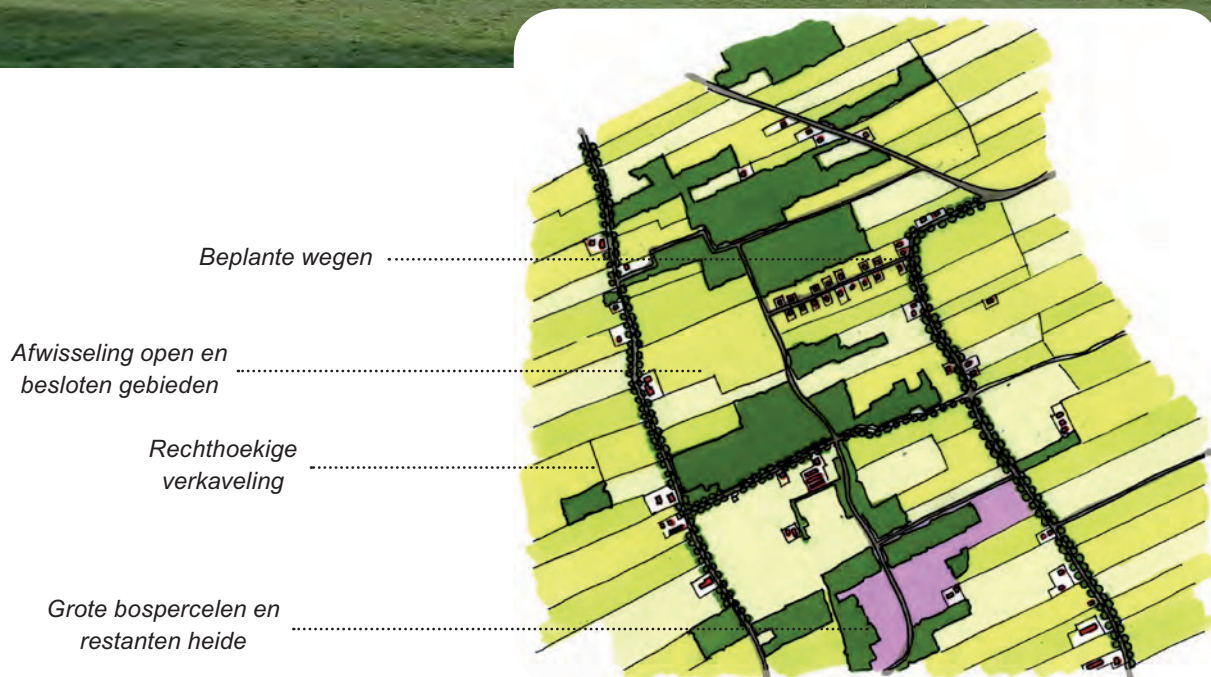 Beplante wegen
Afwisseling open en
besloten gebieden
Rechthoekige
verkaveling
Grote bospercelen en
restanten heide